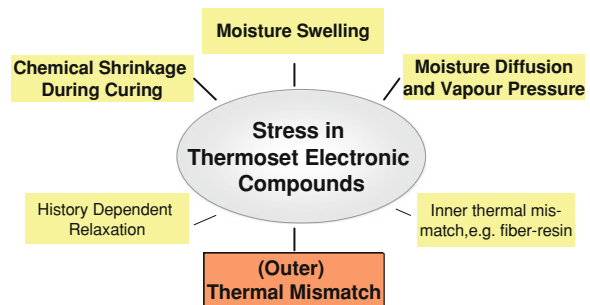 Moisture Swelling
Chemical Shrinkage
During Curing
Moisture Diffusion
and Vapour Pressure
Stress in
Thermoset Electronic
Compounds
History Dependent
Relaxation
Inner thermal mis-
match,e.g. fiber-resin
(Outer)
Thermal Mismatch